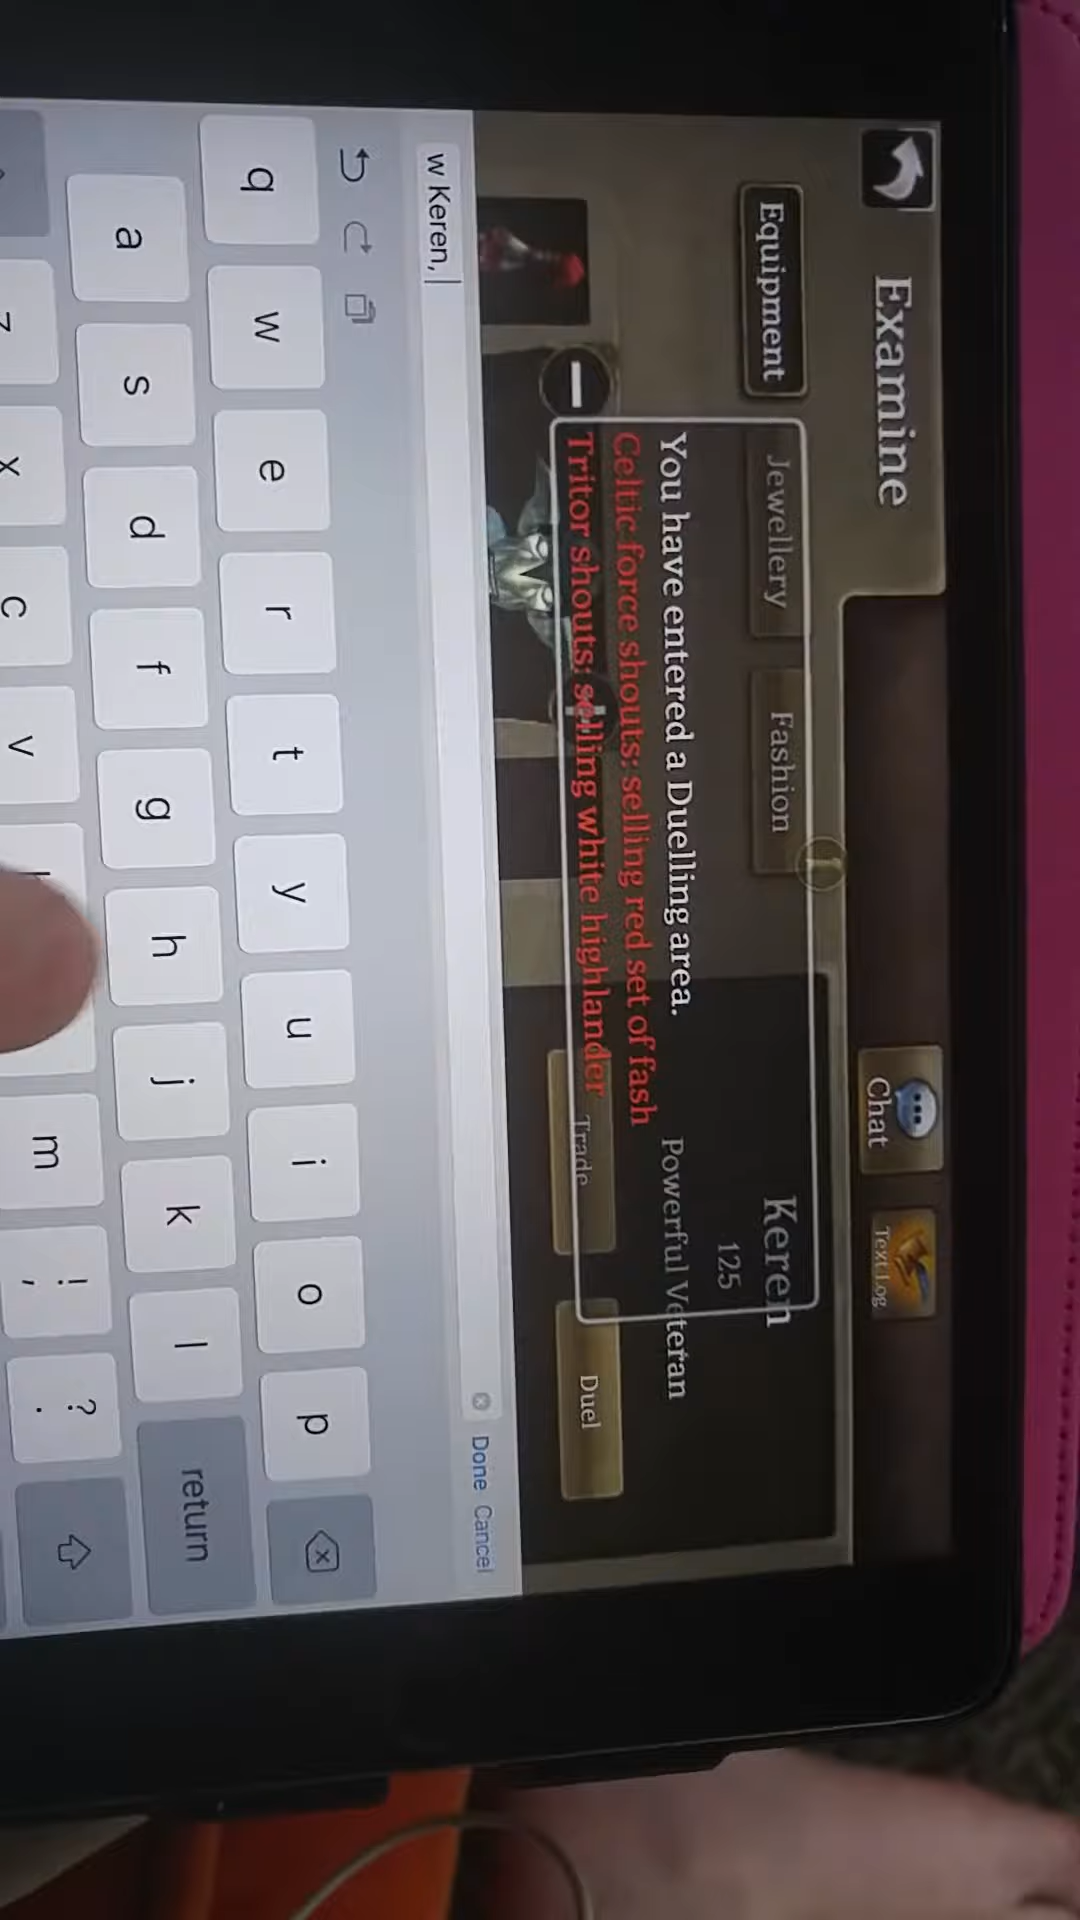 Examine
Chat
Text Log
Equipment
Jewellery
Fashion
Keren
125
Powerful Veteran
You have entered a Duelling area.
Celtic force shouts: selling red set of fash
Tritor shouts: selling white highlander
Trade
Duel
w Keren,
Done Cancel
q w e r t y u i o p
a s d f g h j k l return
z x c v m ! , ? .